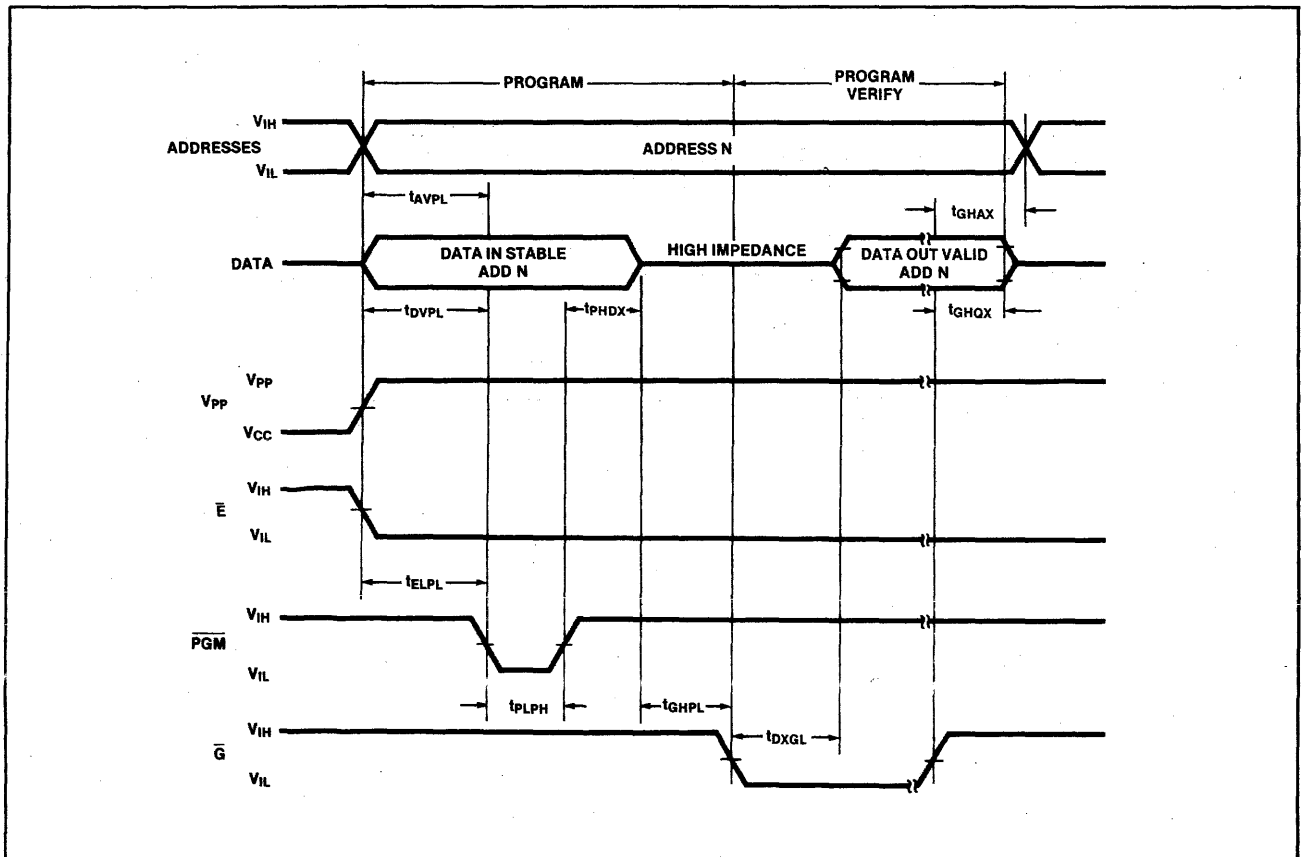 PROGRAM
PROGRAM
VERIFY
VIH
ADDRESSES
ADDRESS N
VIL
tAVPL
tGHAX
DATA
DATA IN STABLE
ADD N
HIGH IMPEDANCE
DATA OUT VALID
ADD N
tDVPL
tPHDX
tGHQX
VPP
VPP
VCC
VIH
E
VIL
tELPL
VIH
PGM
VIL
tPLPH
tGHPL
VIH
tDXGL
G
VIL